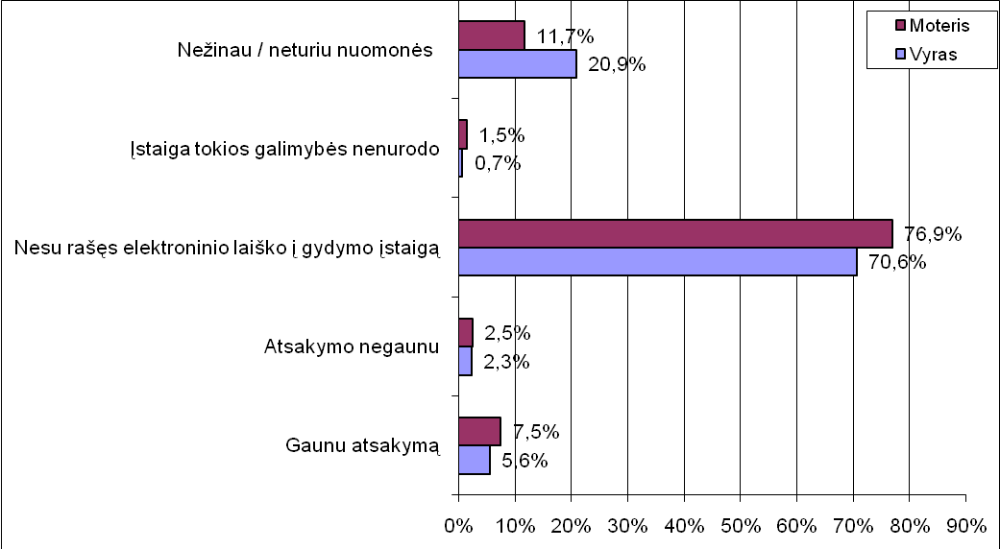 Moteris
Vyras
Nežinau / neturiu nuomonės
11,7%
20,9%
Įstaiga tokios galimybės nenurodo
1,5%
0,7%
Nesu rašęs elektroninio laiško į gydymo įstaigą
76,9%
70,6%
Atsakymo negaunu
2,5%
2,3%
Gaunu atsakymą
7,5%
5,6%
0% 10% 20% 30% 40% 50% 60% 70% 80% 90%